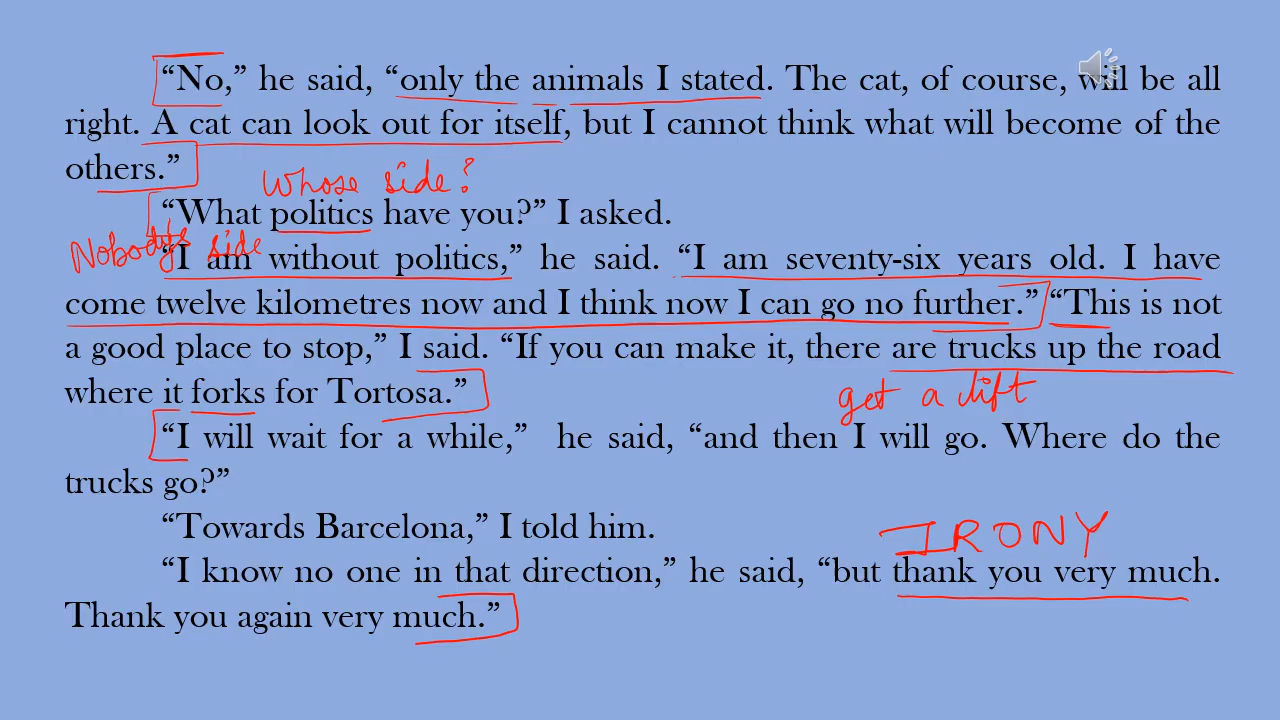 “No,” he said, “only the animals I stated. The cat, of course, will be all
right. A cat can look out for itself, but I cannot think what will become of the
others.”
Whose side?
“What politics have you?” I asked.
Nobody's side
“I am without politics,” he said. “I am seventy-six years old. I have
come twelve kilometres now and I think now I can go no further.” “This is not
a good place to stop,” I said. “If you can make it, there are trucks up the road
where it forks for Tortosa.”
get a lift
“I will wait for a while,” he said, “and then I will go. Where do the
trucks go?”
“Towards Barcelona,” I told him.
IRONY
“I know no one in that direction,” he said, “but thank you very much.
Thank you again very much.”